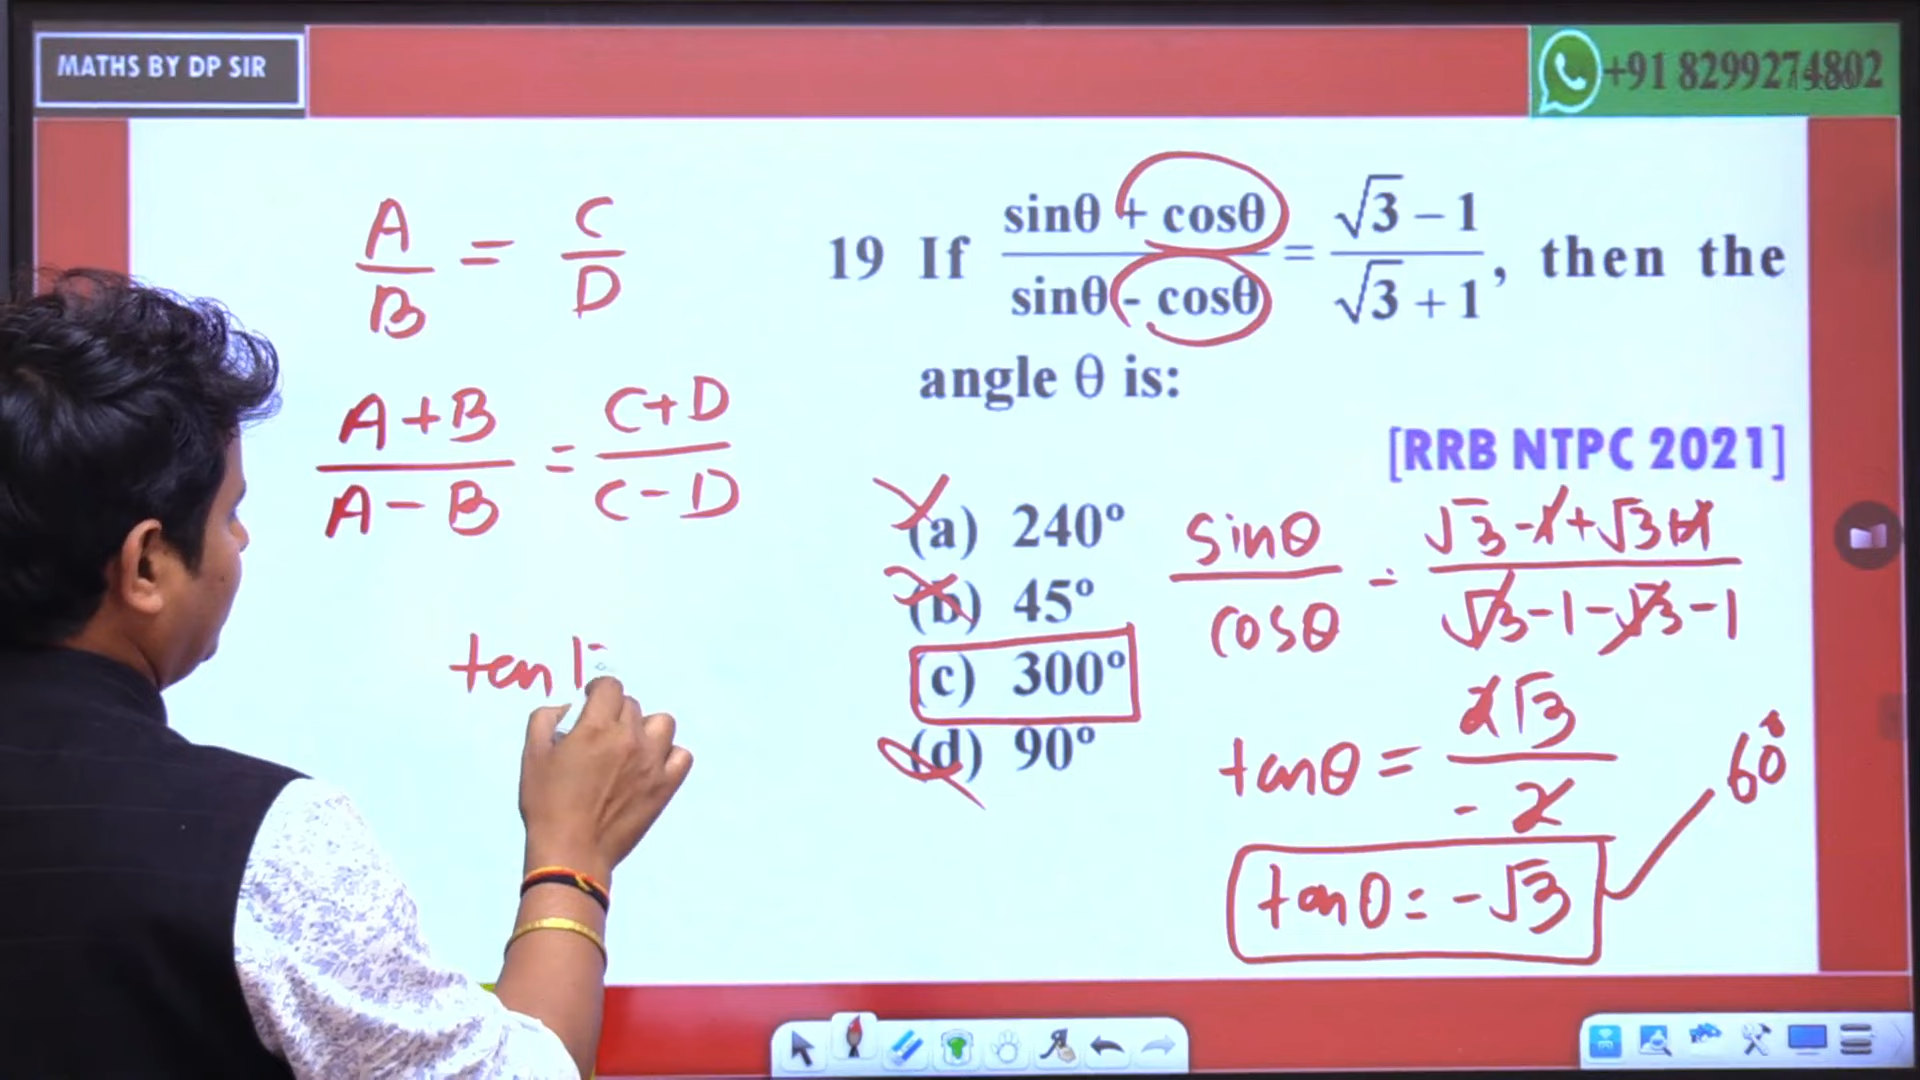 MATHS BY DP SIR
+91 8299274802
A/B = C/D
A+B/A-B = C+D/C-D
tan
19 If sinθ + cosθ/sinθ - cosθ = √3 – 1/√3 + 1, then the
angle θ is:
[RRB NTPC 2021]
(a) 240°
(b) 45°
(c) 300°
(d) 90°
sinθ/cosθ = √3-1+√3+1/√3-1-√3-1
tanθ = 2√3/-2
60°
tanθ = -√3